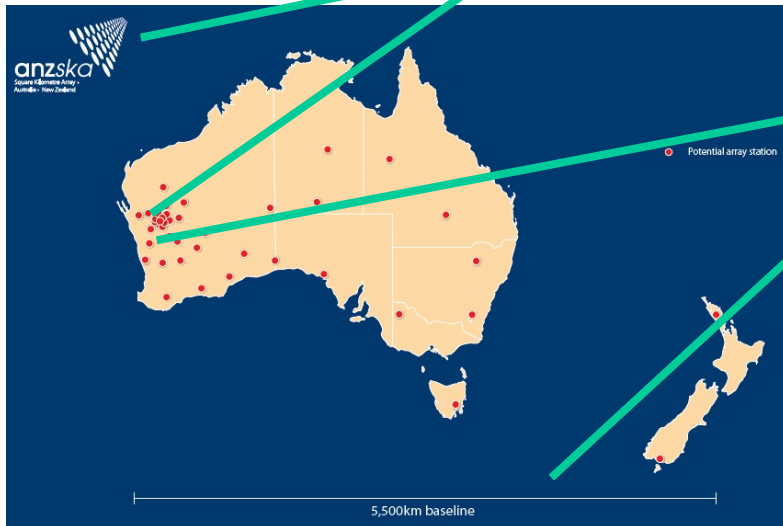 anzska
Square Kilometre Array -
Australia - New Zealand
Potential array station
5,500km baseline